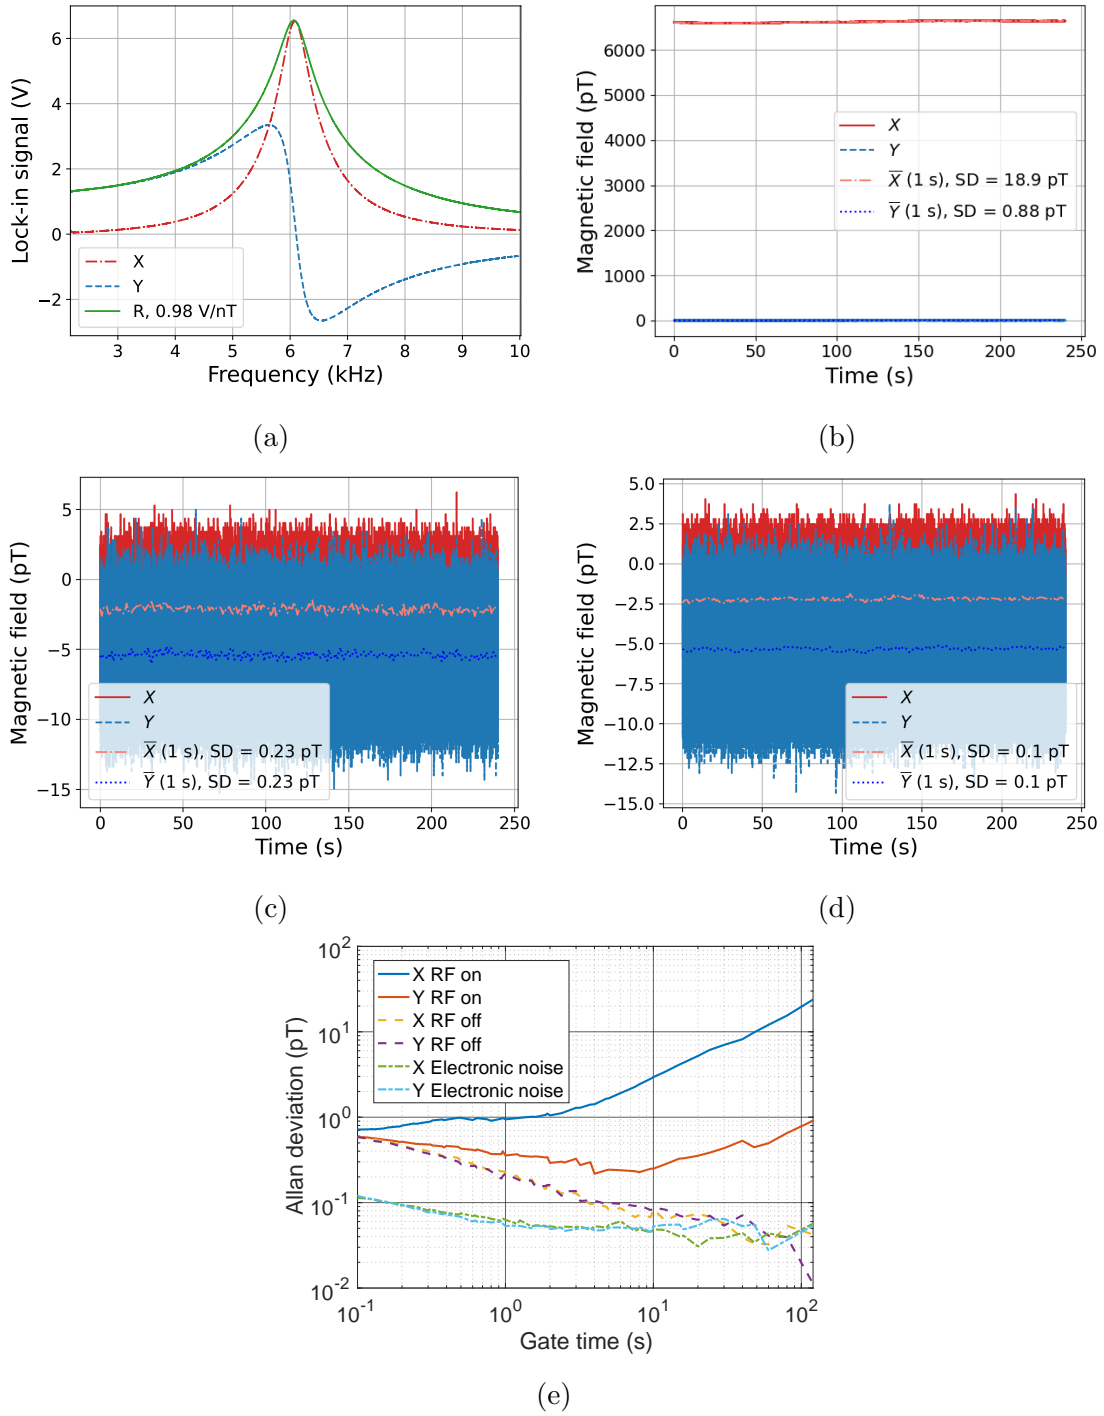 6
4
2
0
−2
Lock-in signal (V)
X
Y
R, 0.98 V/nT
3 4 5 6 7 8 9 10
Frequency (kHz)
(a)
6000
5000
4000
3000
2000
1000
0
Magnetic field (pT)
X
Y
X̅ (1 s), SD = 18.9 pT
Y̅ (1 s), SD = 0.88 pT
0 50 100 150 200 250
Time (s)
(b)
5
0
−5
−10
−15
Magnetic field (pT)
X
Y
X̅ (1 s), SD = 0.23 pT
Y̅ (1 s), SD = 0.23 pT
0 50 100 150 200 250
Time (s)
(c)
5.0
2.5
0.0
−2.5
−5.0
−7.5
−10.0
−12.5
−15.0
Magnetic field (pT)
X
Y
X̅ (1 s), SD = 0.1 pT
Y̅ (1 s), SD = 0.1 pT
0 50 100 150 200 250
Time (s)
(d)
10²
10¹
10⁰
10⁻¹
10⁻²
Allan deviation (pT)
X RF on
Y RF on
X RF off
Y RF off
X Electronic noise
Y Electronic noise
10⁻¹ 10⁰ 10¹ 10²
Gate time (s)
(e)